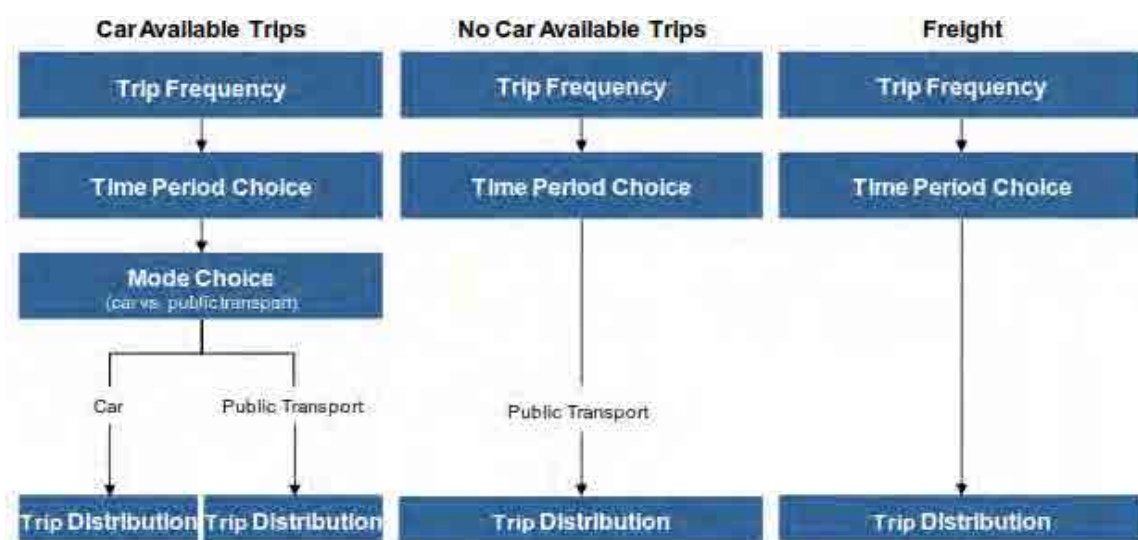 Car Available Trips
No Car Available Trips
Freight
Trip Frequency
Trip Frequency
Trip Frequency
Time Period Choice
Time Period Choice
Time Period Choice
Mode Choice
(car vs. public transport)
Car
Public Transport
Public Transport
Trip Distribution
Trip Distribution
Trip Distribution
Trip Distribution